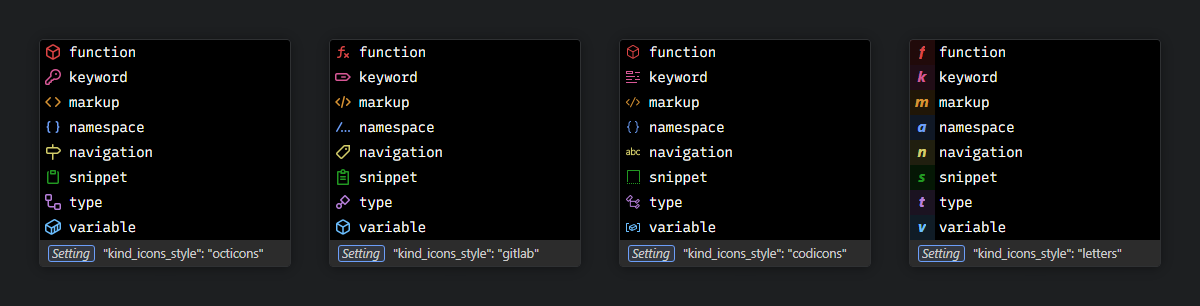 function
keyword
markup
namespace
navigation
snippet
type
variable
Setting "kind_icons_style": "octicons"
fx function
keyword
</> markup
/... namespace
navigation
snippet
type
variable
Setting "kind_icons_style": "gitlab"
function
keyword
</> markup
{} namespace
abc navigation
snippet
type
variable
Setting "kind_icons_style": "codicons"
f function
k keyword
m markup
a namespace
n navigation
s snippet
t type
v variable
Setting "kind_icons_style": "letters"